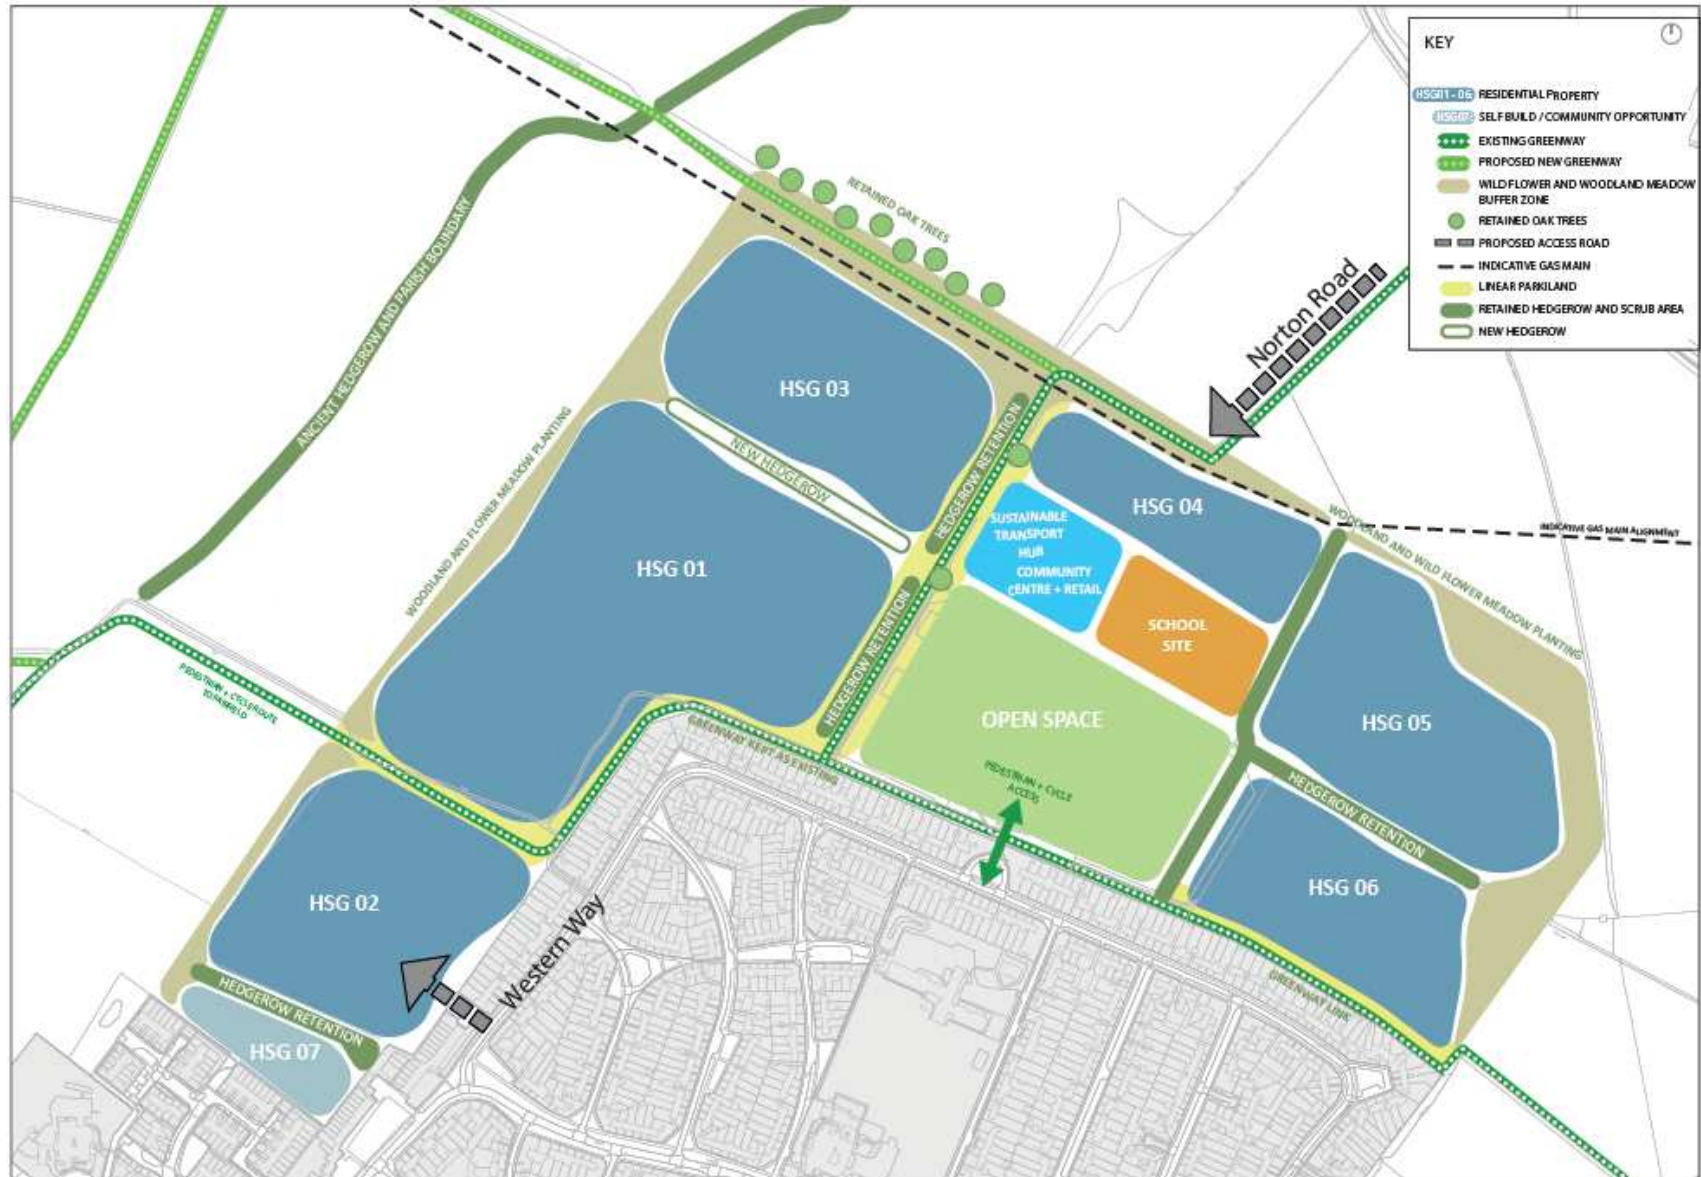 KEY
HSG01 - 06 RESIDENTIAL PROPERTY
HSG07 SELF BUILD / COMMUNITY OPPORTUNITY
EXISTING GREENWAY
PROPOSED NEW GREENWAY
WILD FLOWER AND WOODLAND MEADOW
BUFFER ZONE
RETAINED OAK TREES
PROPOSED ACCESS ROAD
INDICATIVE GAS MAIN
LINEAR PARKILAND
RETAINED HEDGEROW AND SCRUB AREA
NEW HEDGEROW
RETAINED OAK TREES
ANCIENT HEDGEROW AND PARISH BOUNDARY
Norton Road
HSG 03
NEW HEDGEROW
HEDGEROW RETENTION
WOODLAND AND FLOWER MEADOW PLANTING
HSG 04
SUSTAINABLE
TRANSPORT
HUB
COMMUNITY
CENTRE + RETAIL
INDICATIVE GAS MAIN ALIGNMENT
WOODLAND AND WILD FLOWER MEADOW PLANTING
HSG 01
HEDGEROW RETENTION
SCHOOL
SITE
PEDESTRIAN + CYCLE ROUTE
TO FAIRFIELD
OPEN SPACE
HSG 05
GREENWAY KEPT AS EXISTING
PEDESTRIAN + CYCLE
ACCESS
HEDGEROW RETENTION
HSG 02
HSG 06
Western Way
HEDGEROW RETENTION
GREENWAY LINK
HSG 07